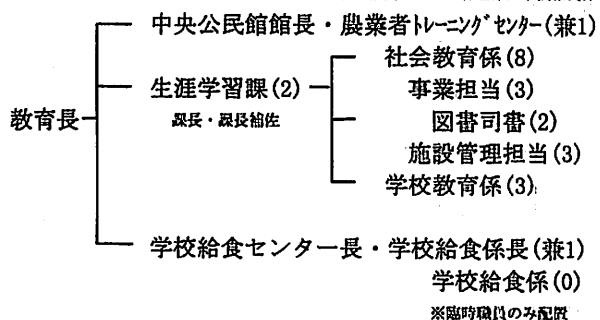 中央公民館館長・農業者トレーニングセンター(兼1)
社会教育係(8)
生涯学習課(2)
事業担当(3)
課長・課長補佐
教育長
図書司書(2)
施設管理担当(3)
学校教育係(3)
学校給食センター長・学校給食係長(兼1)
学校給食係(0)
※臨時職員のみ配置